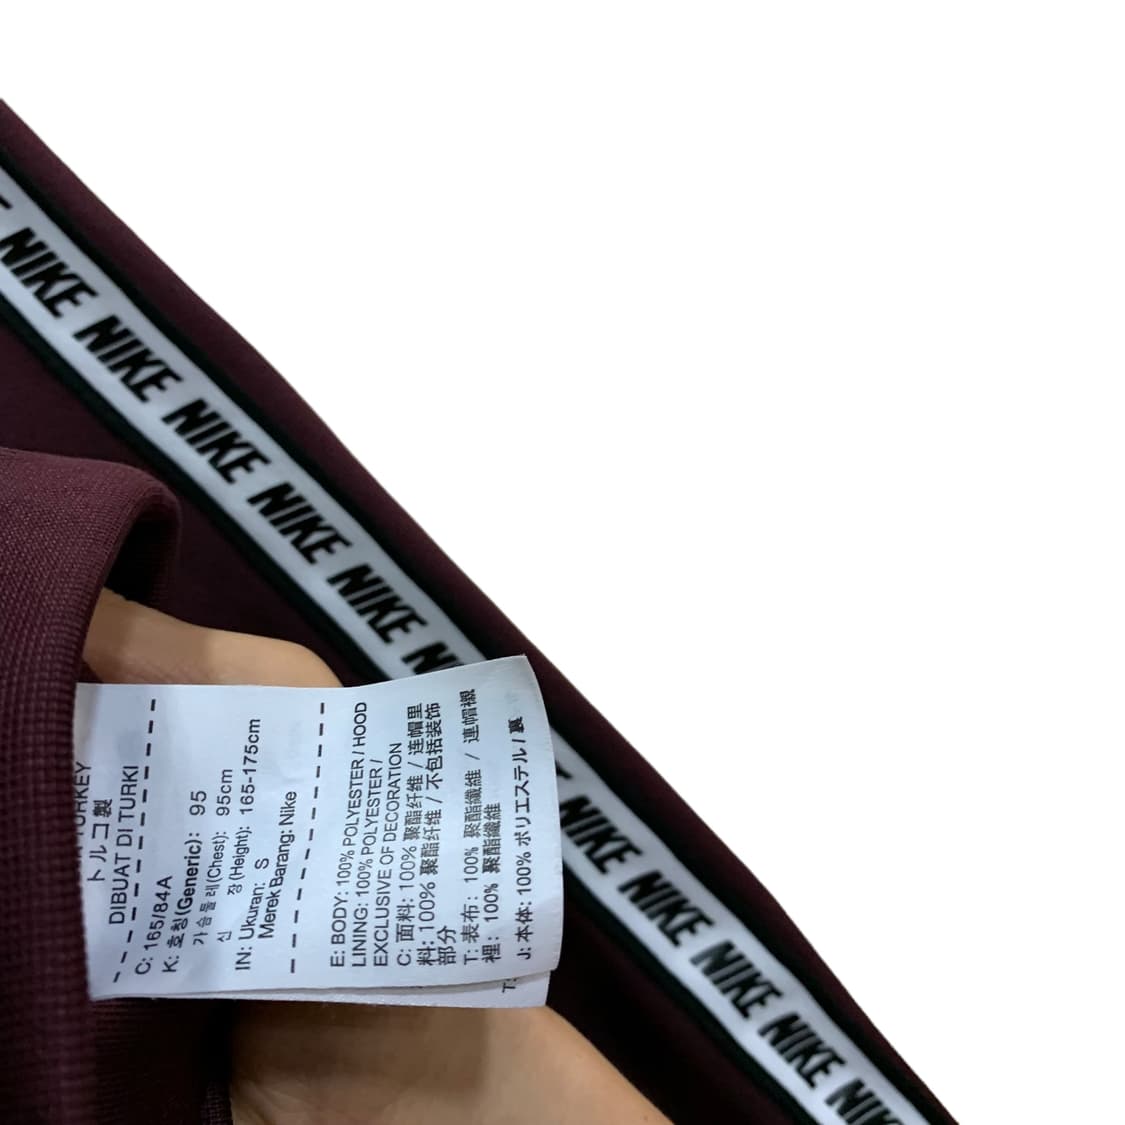 NIKE NIKE NIKE NIKE NIKE
NIKE NIKE NIKE NIKE
TURKEY
トルコ製
DIBUAT DI TURKI
C: 165/84A
K: 호칭(Generic): 95
가슴둘레(Chest): 95cm
신 장(Height): 165-175cm
IN: Ukuran: S
Merek Barang: Nike
E: BODY: 100% POLYESTER / HOOD
LINING: 100% POLYESTER /
EXCLUSIVE OF DECORATION
C: 面料: 100% 聚酯纤维 / 连帽里
料: 100% 聚酯纤维 / 不包括装饰
部分
T: 表布: 100% 聚酯纖維 / 連帽襯
裡: 100% 聚酯纖維
J: 本体: 100% ポリエステル / 裏
T: